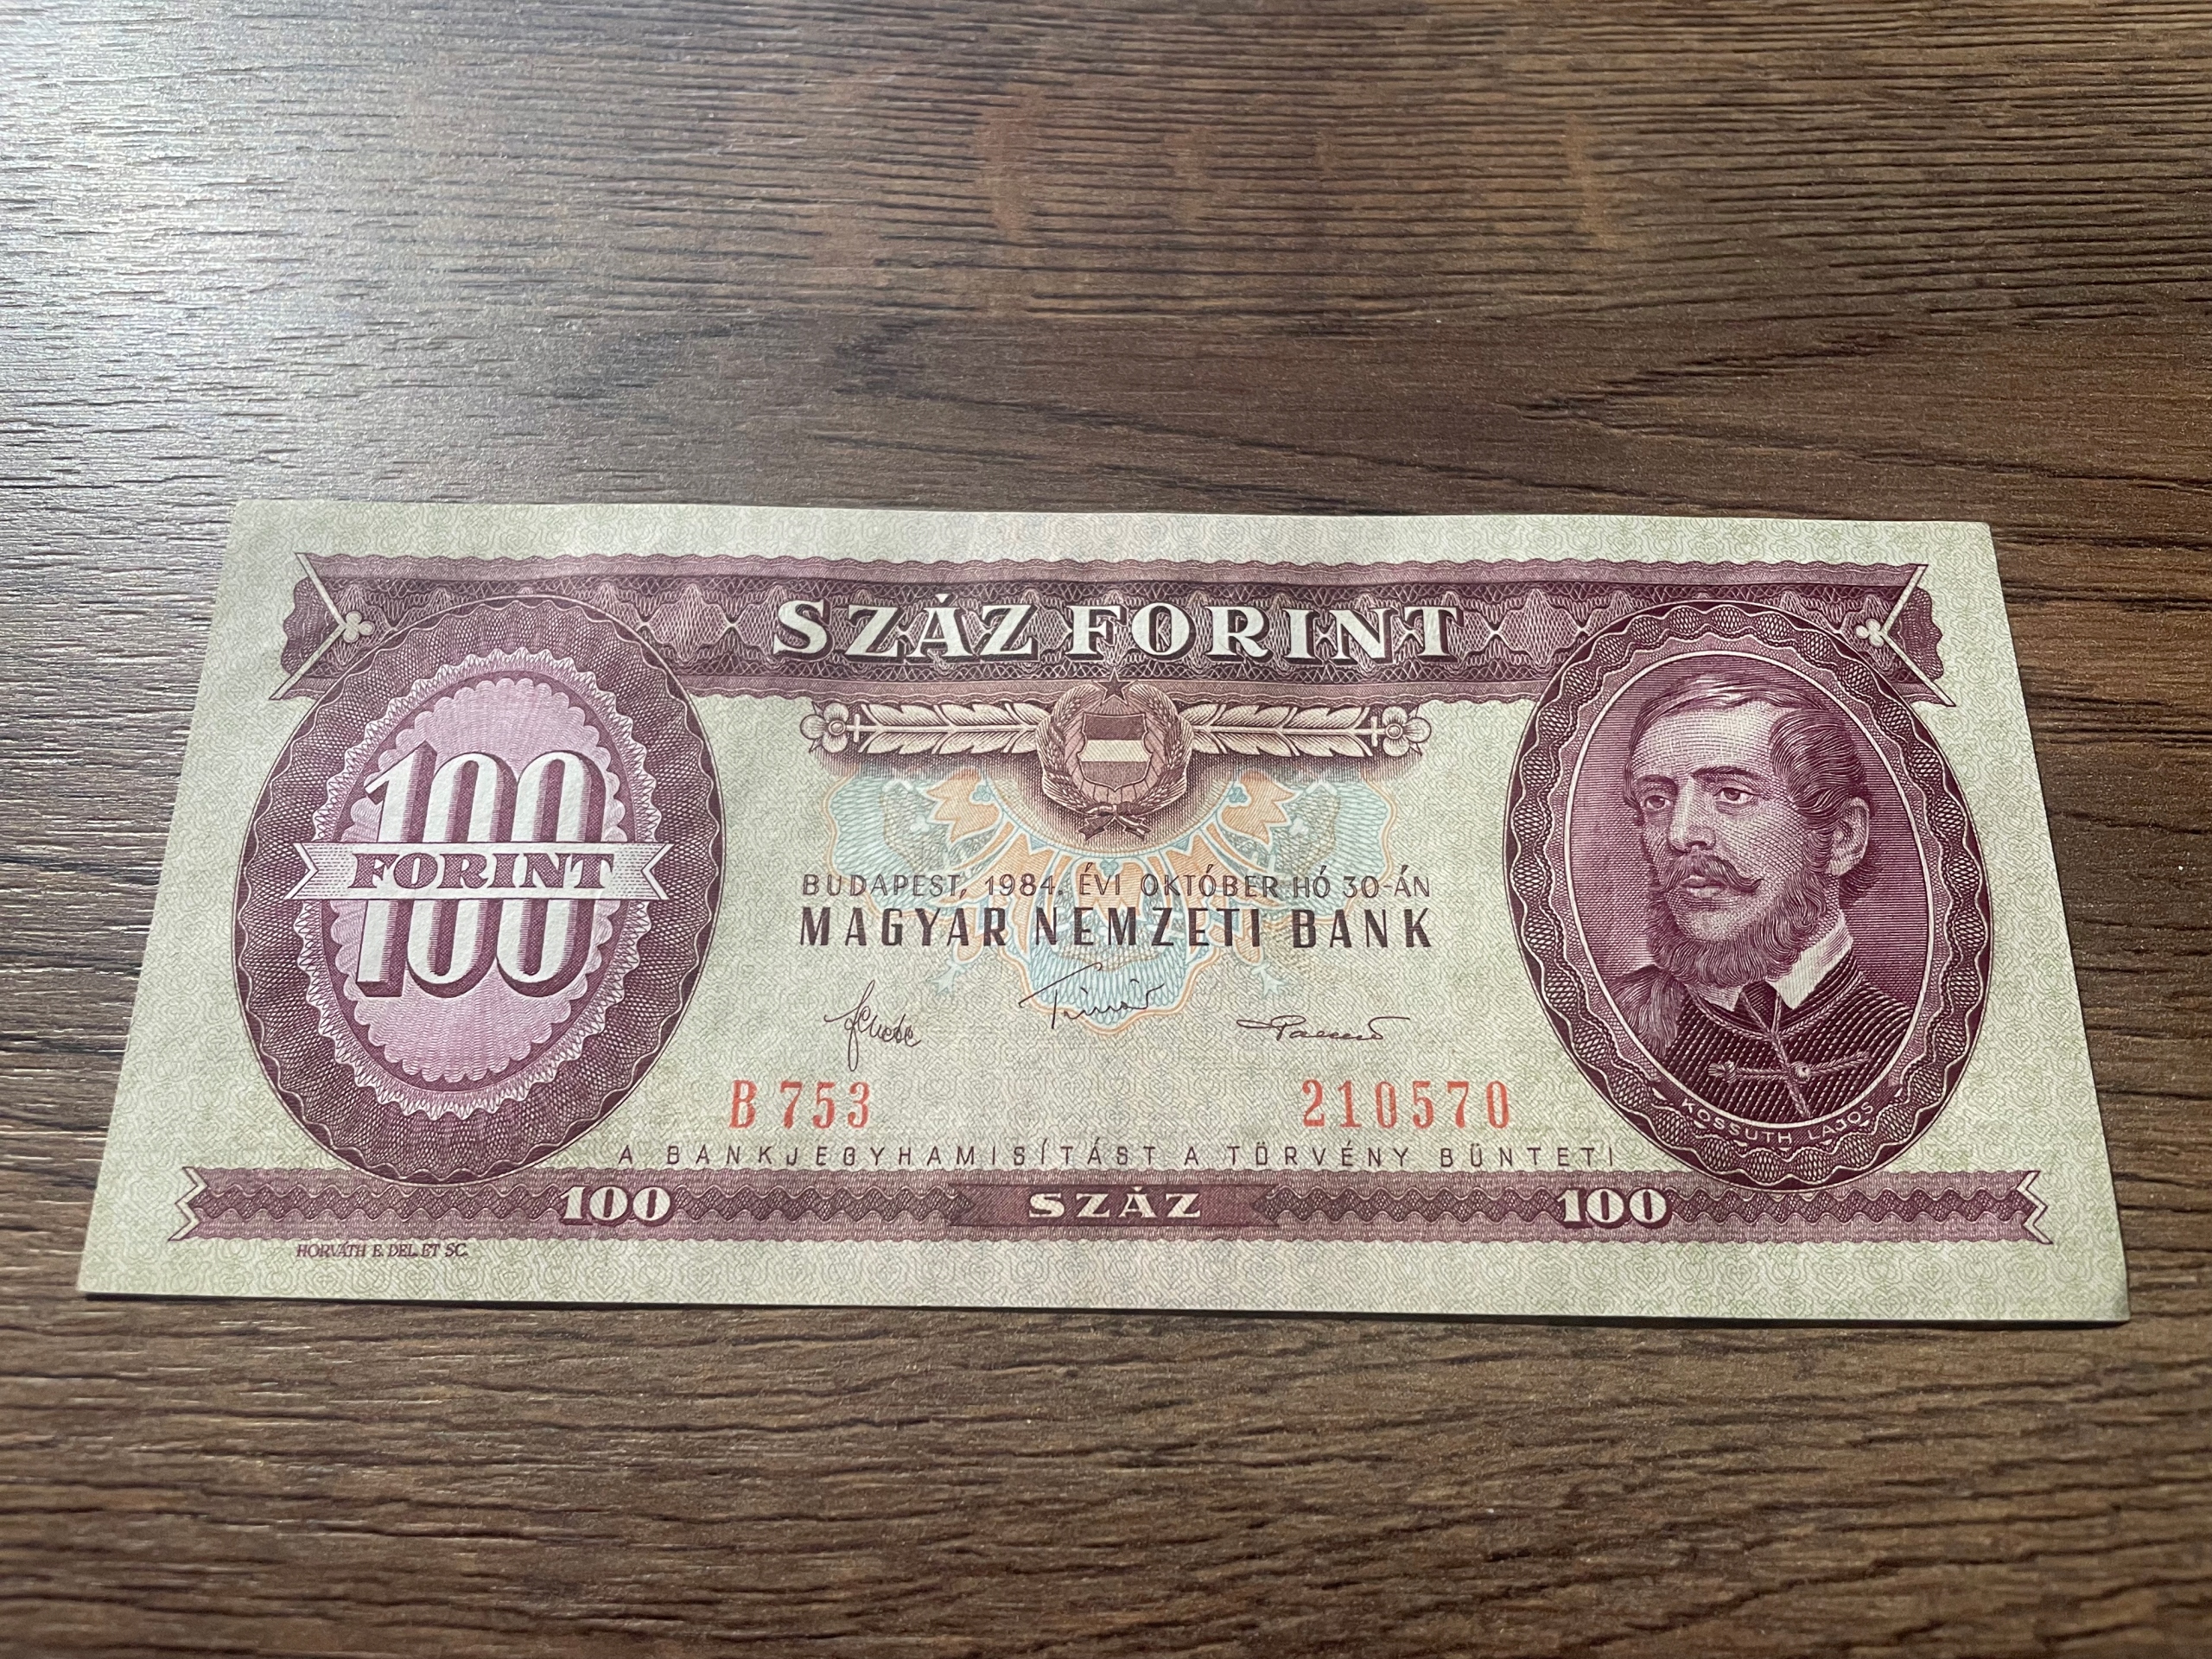 SZÁZ FORINT
100
FORINT
100
BUDAPEST, 1984. ÉVI OKTÓBER HÓ 30-ÁN
MAGYAR NEMZETI BANK
B 753
210570
KOSSUTH LAJOS
A BANKJEGYHAMISÍTÁST A TÖRVÉNY BÜNTETI
100 SZÁZ 100
HORVÁTH E. DEL. ET SC.